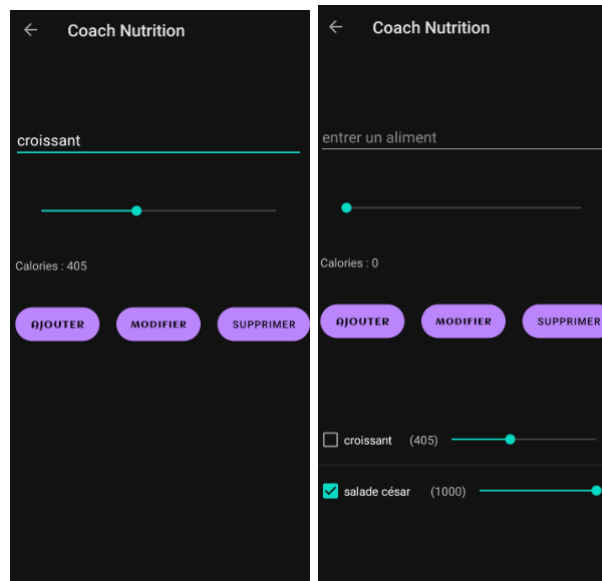 Coach Nutrition
croissant
Calories : 405
AJOUTER MODIFIER SUPPRIMER
Coach Nutrition
entrer un aliment
Calories : 0
AJOUTER MODIFIER SUPPRIMER
croissant (405)
salade césar (1000)